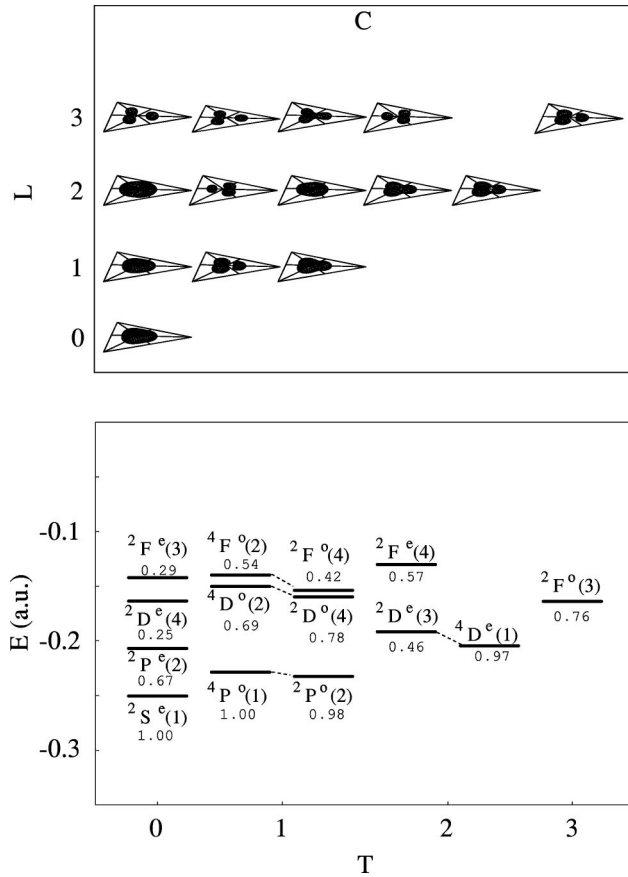 C
3
2
L
1
0
-0.1
-0.2
-0.3
E (a.u.)
²F ᵉ(3)
0.29
⁴F ᵒ(2)
0.54
²F ᵒ(4)
0.42
²F ᵉ(4)
0.57
²F ᵒ(3)
0.76
²D ᵉ(4)
0.25
⁴D ᵒ(2)
0.69
²D ᵒ(4)
0.78
²D ᵉ(3)
0.46
⁴D ᵉ(1)
0.97
²P ᵉ(2)
0.67
⁴P ᵒ(1)
1.00
²P ᵒ(2)
0.98
²S ᵉ(1)
1.00
0 1 2 3
T